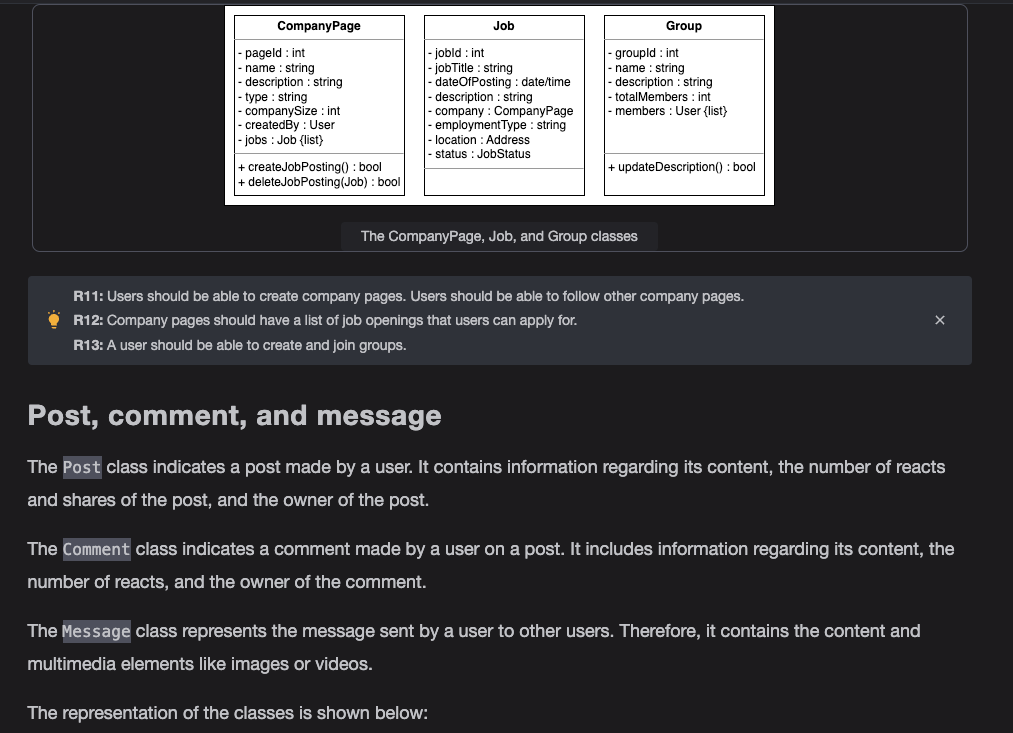 CompanyPage
- pageId : int
- name : string
- description : string
- type : string
- companySize : int
- createdBy : User
- jobs : Job {list}
+ createJobPosting() : bool
+ deleteJobPosting(Job) : bool
Job
- jobId : int
- jobTitle : string
- dateOfPosting : date/time
- description : string
- company : CompanyPage
- employmentType : string
- location : Address
- status : JobStatus
Group
- groupId : int
- name : string
- description : string
- totalMembers : int
- members : User {list}
+ updateDescription() : bool
The CompanyPage, Job, and Group classes
R11: Users should be able to create company pages. Users should be able to follow other company pages.
R12: Company pages should have a list of job openings that users can apply for.
R13: A user should be able to create and join groups.
Post, comment, and message
The Post class indicates a post made by a user. It contains information regarding its content, the number of reacts
and shares of the post, and the owner of the post.
The Comment class indicates a comment made by a user on a post. It includes information regarding its content, the
number of reacts, and the owner of the comment.
The Message class represents the message sent by a user to other users. Therefore, it contains the content and
multimedia elements like images or videos.
The representation of the classes is shown below: